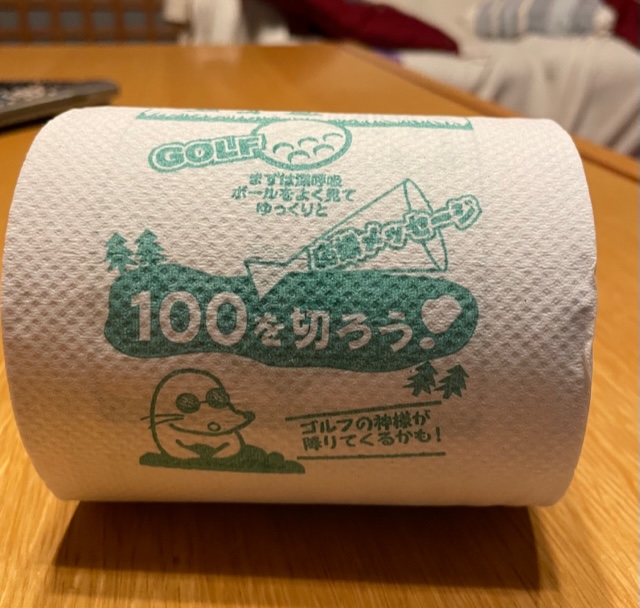 GOLF
まずは深呼吸
ボールをよく見て
ゆっくりと
応援メッセージ
100を切ろう!
ゴルフの神様が
降りてくるかも!